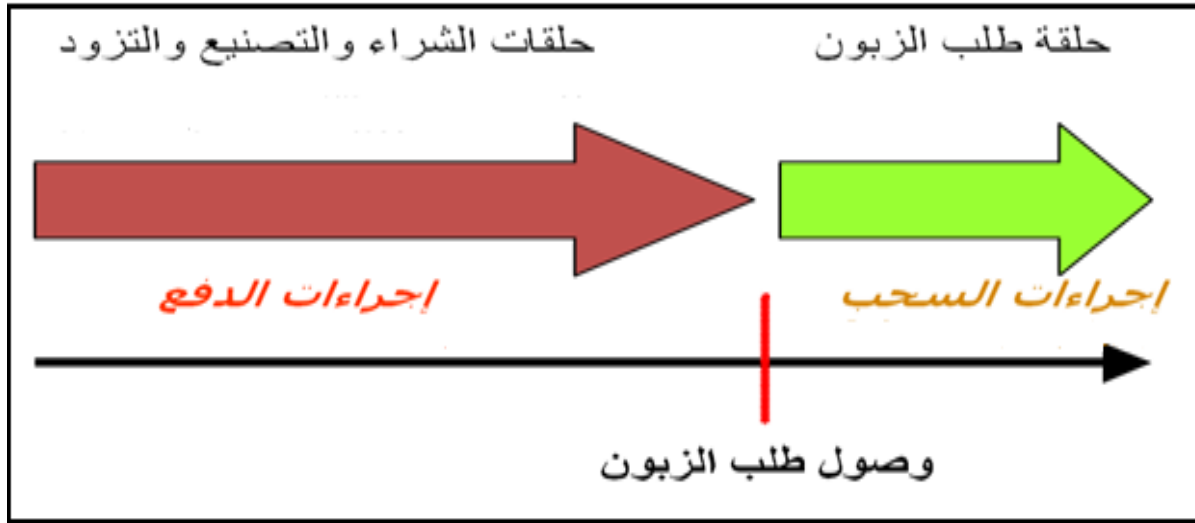 حلقة طلب الزبون
حلقات الشراء والتصنيع والتزود
إجراءات السحب
إجراءات الدفع
وصول طلب الزبون